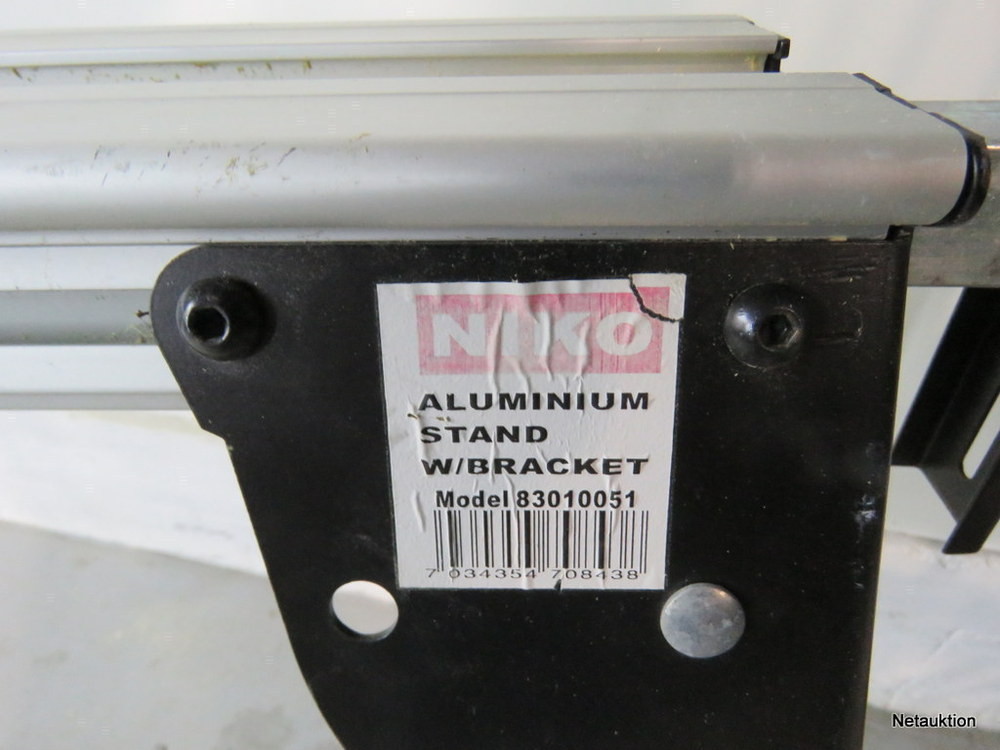 NIKO
ALUMINIUM
STAND
W/BRACKET
Model 83010051
7 034354 708438
Netauktion